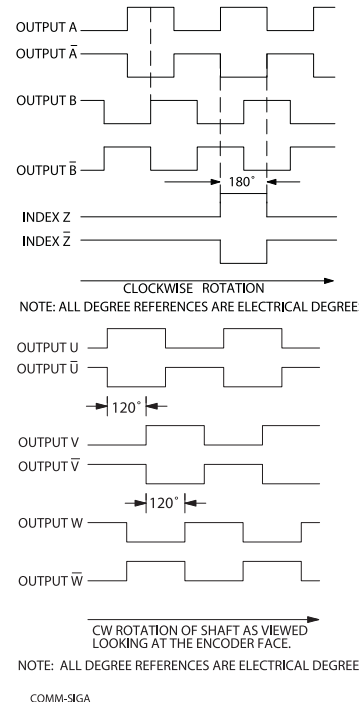 OUTPUT A
OUTPUT A̅
OUTPUT B
OUTPUT B̅
180°
INDEX Z
INDEX Z̅
CLOCKWISE ROTATION
NOTE: ALL DEGREE REFERENCES ARE ELECTRICAL DEGREE
OUTPUT U
OUTPUT U̅
120°
OUTPUT V
OUTPUT V̅
120°
OUTPUT W
OUTPUT W̅
CW ROTATION OF SHAFT AS VIEWED
LOOKING AT THE ENCODER FACE.
NOTE: ALL DEGREE REFERENCES ARE ELECTRICAL DEGREE
COMM-SIGA